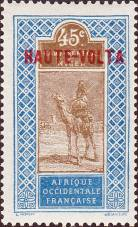 45c
HAUTE-VOLTA
AFRIQUE
OCCIDENTALE
FRANÇAISE